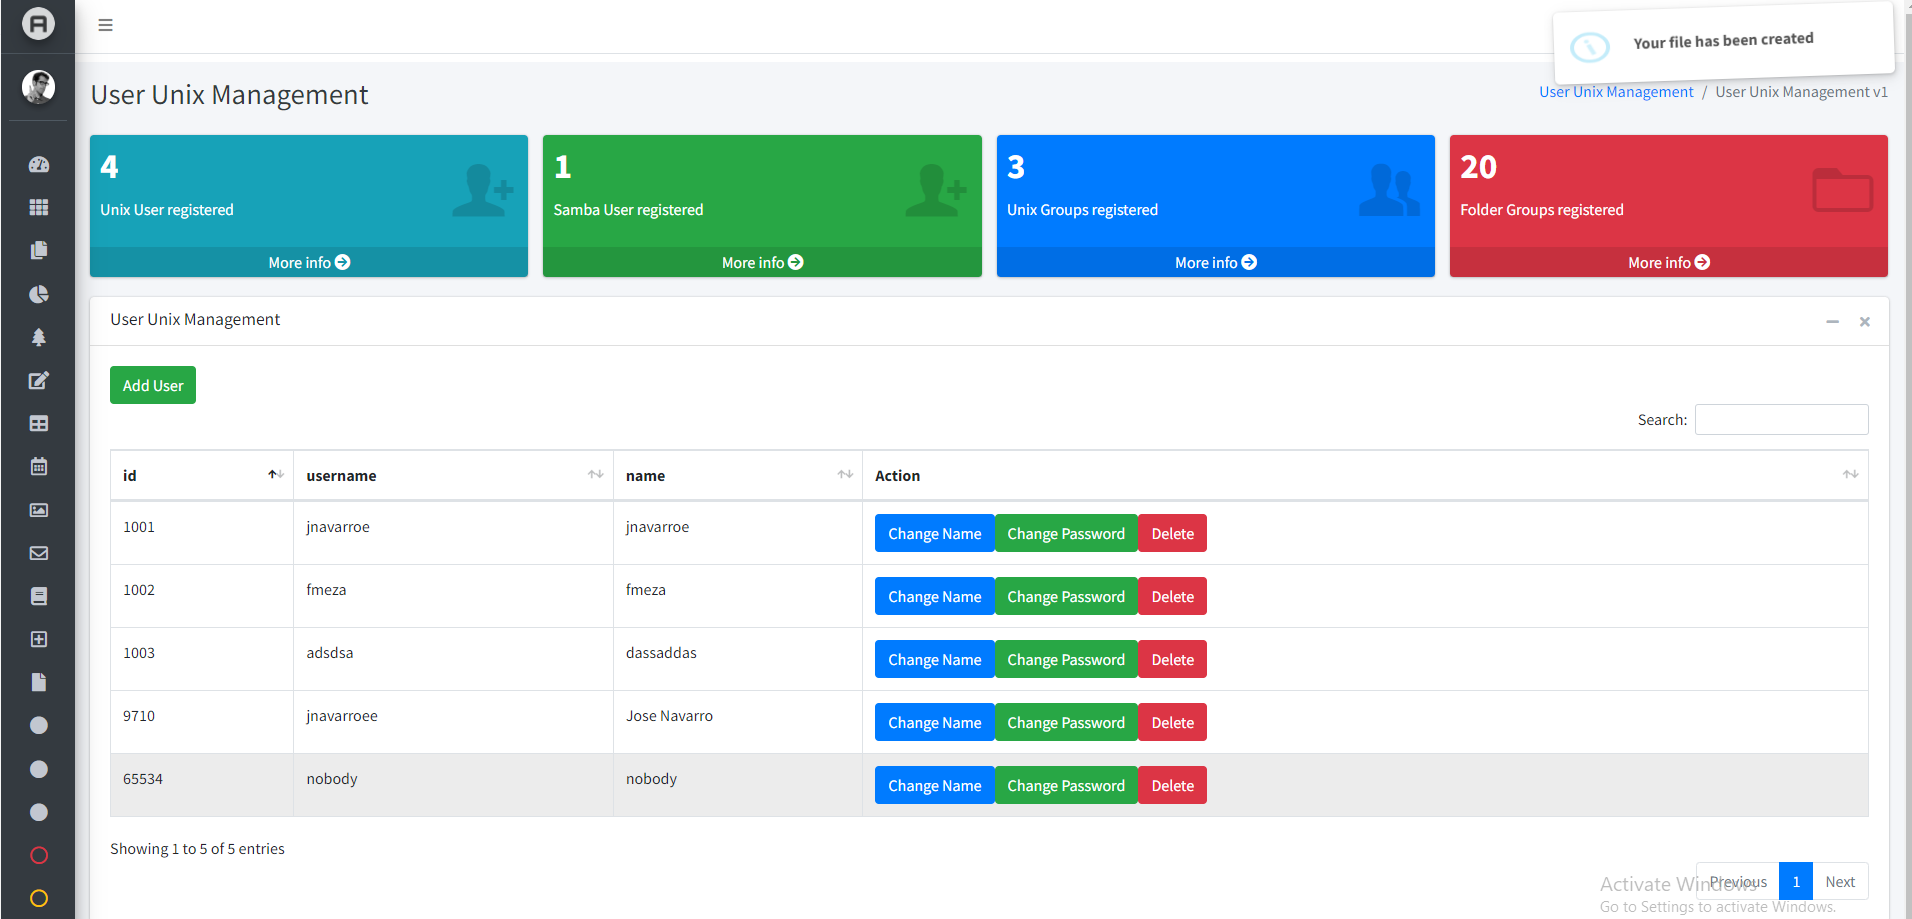 Your file has been created
User Unix Management
User Unix Management / User Unix Management v1
4
Unix User registered
More info
1
Samba User registered
More info
3
Unix Groups registered
More info
20
Folder Groups registered
More info
User Unix Management
Add User
Search:
id username name Action
1001 jnavarroe jnavarroe Change Name Change Password Delete
1002 fmeza fmeza Change Name Change Password Delete
1003 adsdsa dassaddas Change Name Change Password Delete
9710 jnavarroee Jose Navarro Change Name Change Password Delete
65534 nobody nobody Change Name Change Password Delete
Showing 1 to 5 of 5 entries
Previous 1 Next
Activate Windows
Go to Settings to activate Windows.